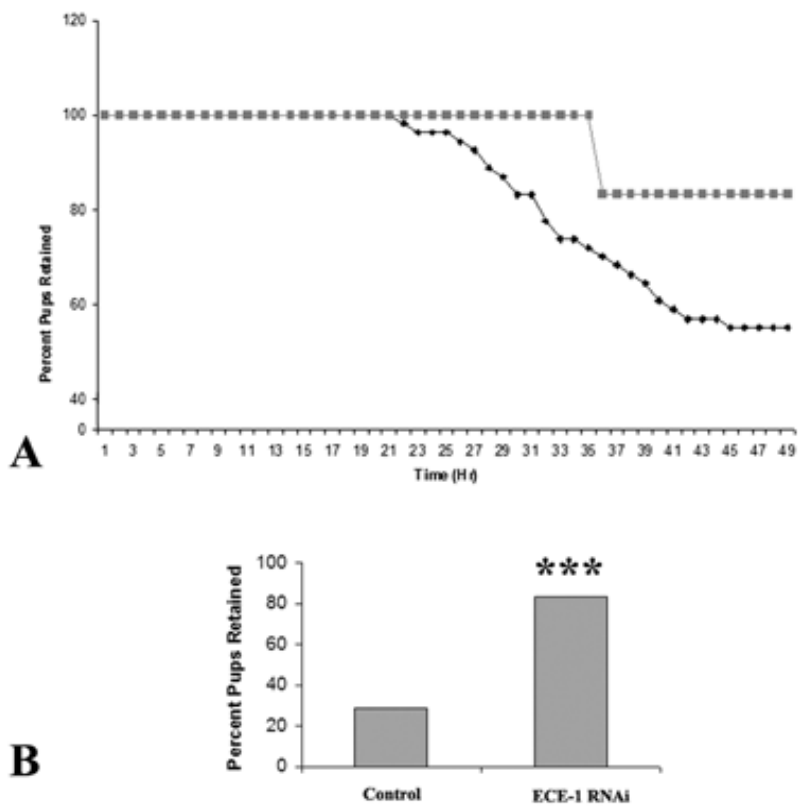 120
100
80
60
40
0
Percent Pups Retained
1 3 5 7 9 11 13 15 17 19 21 23 25 27 29 31 33 35 37 39 41 43 45 47 49
Time (Hr)
A
100
80
60
40
20
0
Percent Pups Retained
***
Control ECE-1 RNAi
B